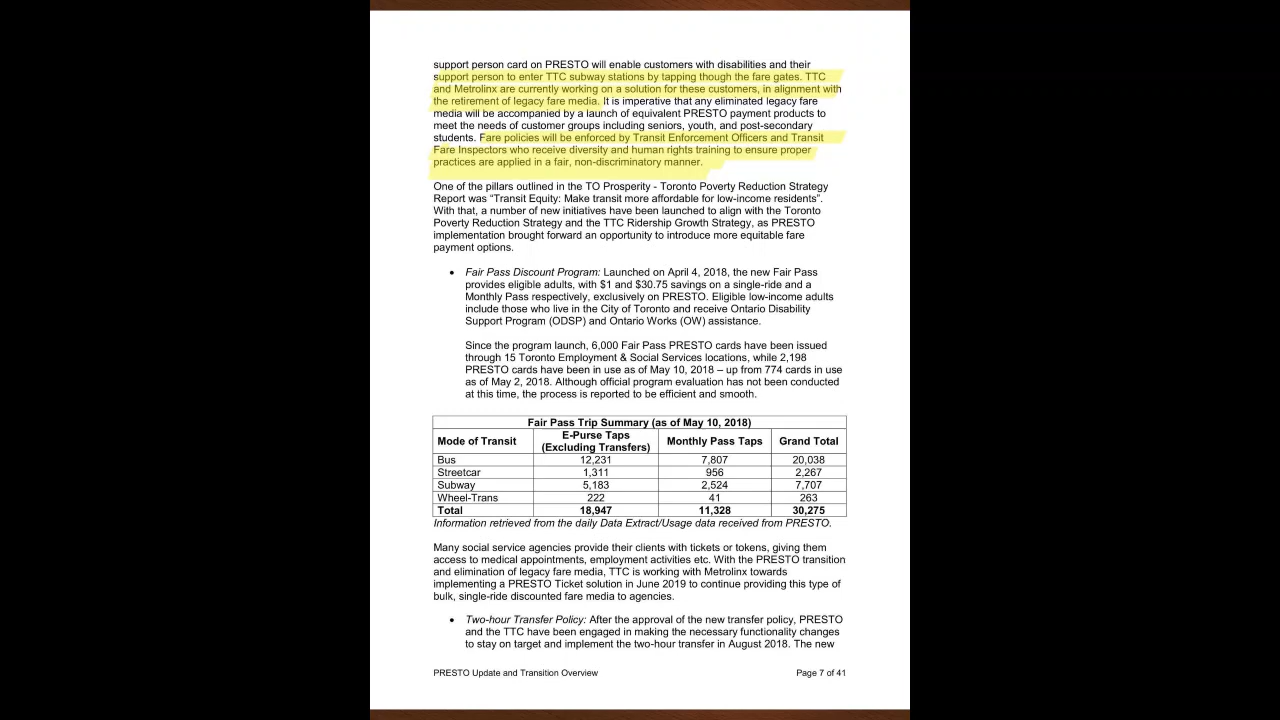 support person card on PRESTO will enable customers with disabilities and their
support person to enter TTC subway stations by tapping though the fare gates. TTC
and Metrolinx are currently working on a solution for these customers, in alignment with
the retirement of legacy fare media. It is imperative that any eliminated legacy fare
media will be accompanied by a launch of equivalent PRESTO payment products to
meet the needs of customer groups including seniors, youth, and post-secondary
students. Fare policies will be enforced by Transit Enforcement Officers and Transit
Fare Inspectors who receive diversity and human rights training to ensure proper
practices are applied in a fair, non-discriminatory manner.
One of the pillars outlined in the TO Prosperity - Toronto Poverty Reduction Strategy
Report was “Transit Equity: Make transit more affordable for low-income residents”.
With that, a number of new initiatives have been launched to align with the Toronto
Poverty Reduction Strategy and the TTC Ridership Growth Strategy, as PRESTO
implementation brought forward an opportunity to introduce more equitable fare
payment options.
• Fair Pass Discount Program: Launched on April 4, 2018, the new Fair Pass
provides eligible adults, with $1 and $30.75 savings on a single-ride and a
Monthly Pass respectively, exclusively on PRESTO. Eligible low-income adults
include those who live in the City of Toronto and receive Ontario Disability
Support Program (ODSP) and Ontario Works (OW) assistance.
Since the program launch, 6,000 Fair Pass PRESTO cards have been issued
through 15 Toronto Employment & Social Services locations, while 2,198
PRESTO cards have been in use as of May 10, 2018 – up from 774 cards in use
as of May 2, 2018. Although official program evaluation has not been conducted
at this time, the process is reported to be efficient and smooth.
Fair Pass Trip Summary (as of May 10, 2018)
Mode of Transit E-Purse Taps (Excluding Transfers) Monthly Pass Taps Grand Total
Bus 12,231 7,807 20,038
Streetcar 1,311 956 2,267
Subway 5,183 2,524 7,707
Wheel-Trans 222 41 263
Total 18,947 11,328 30,275
Information retrieved from the daily Data Extract/Usage data received from PRESTO.
Many social service agencies provide their clients with tickets or tokens, giving them
access to medical appointments, employment activities etc. With the PRESTO transition
and elimination of legacy fare media, TTC is working with Metrolinx towards
implementing a PRESTO Ticket solution in June 2019 to continue providing this type of
bulk, single-ride discounted fare media to agencies.
• Two-hour Transfer Policy: After the approval of the new transfer policy, PRESTO
and the TTC have been engaged in making the necessary functionality changes
to stay on target and implement the two-hour transfer in August 2018. The new
PRESTO Update and Transition Overview Page 7 of 41